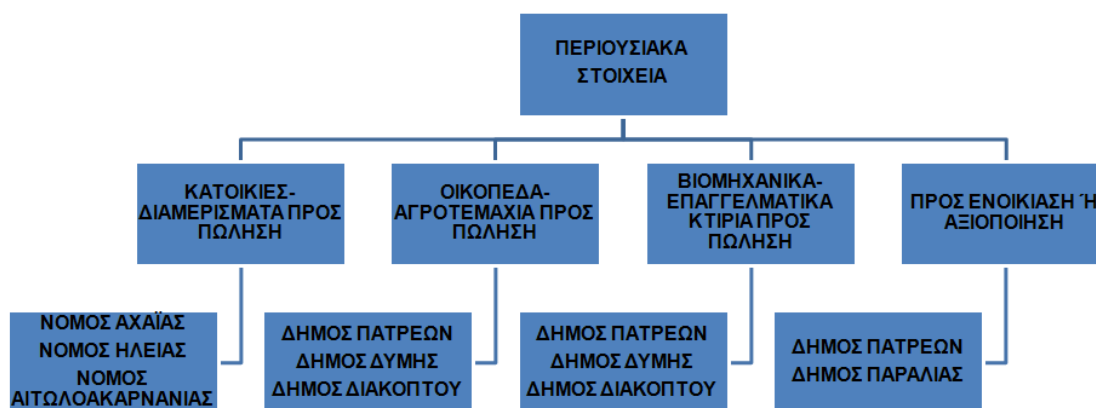 ΠΕΡΙΟΥΣΙΑΚΑ
ΣΤΟΙΧΕΙΑ
ΚΑΤΟΙΚΙΕΣ-
ΔΙΑΜΕΡΙΣΜΑΤΑ ΠΡΟΣ
ΠΩΛΗΣΗ
ΟΙΚΟΠΕΔΑ-
ΑΓΡΟΤΕΜΑΧΙΑ ΠΡΟΣ
ΠΩΛΗΣΗ
ΒΙΟΜΗΧΑΝΙΚΑ-
ΕΠΑΓΓΕΛΜΑΤΙΚΑ
ΚΤΙΡΙΑ ΠΡΟΣ
ΠΩΛΗΣΗ
ΠΡΟΣ ΕΝΟΙΚΙΑΣΗ Ή
ΑΞΙΟΠΟΙΗΣΗ
ΝΟΜΟΣ ΑΧΑΪΑΣ
ΝΟΜΟΣ ΗΛΕΙΑΣ
ΝΟΜΟΣ
ΑΙΤΩΛΟΑΚΑΡΝΑΝΙΑΣ
ΔΗΜΟΣ ΠΑΤΡΕΩΝ
ΔΗΜΟΣ ΔΥΜΗΣ
ΔΗΜΟΣ ΔΙΑΚΟΠΤΟΥ
ΔΗΜΟΣ ΠΑΤΡΕΩΝ
ΔΗΜΟΣ ΔΥΜΗΣ
ΔΗΜΟΣ ΔΙΑΚΟΠΤΟΥ
ΔΗΜΟΣ ΠΑΤΡΕΩΝ
ΔΗΜΟΣ ΠΑΡΑΛΙΑΣ